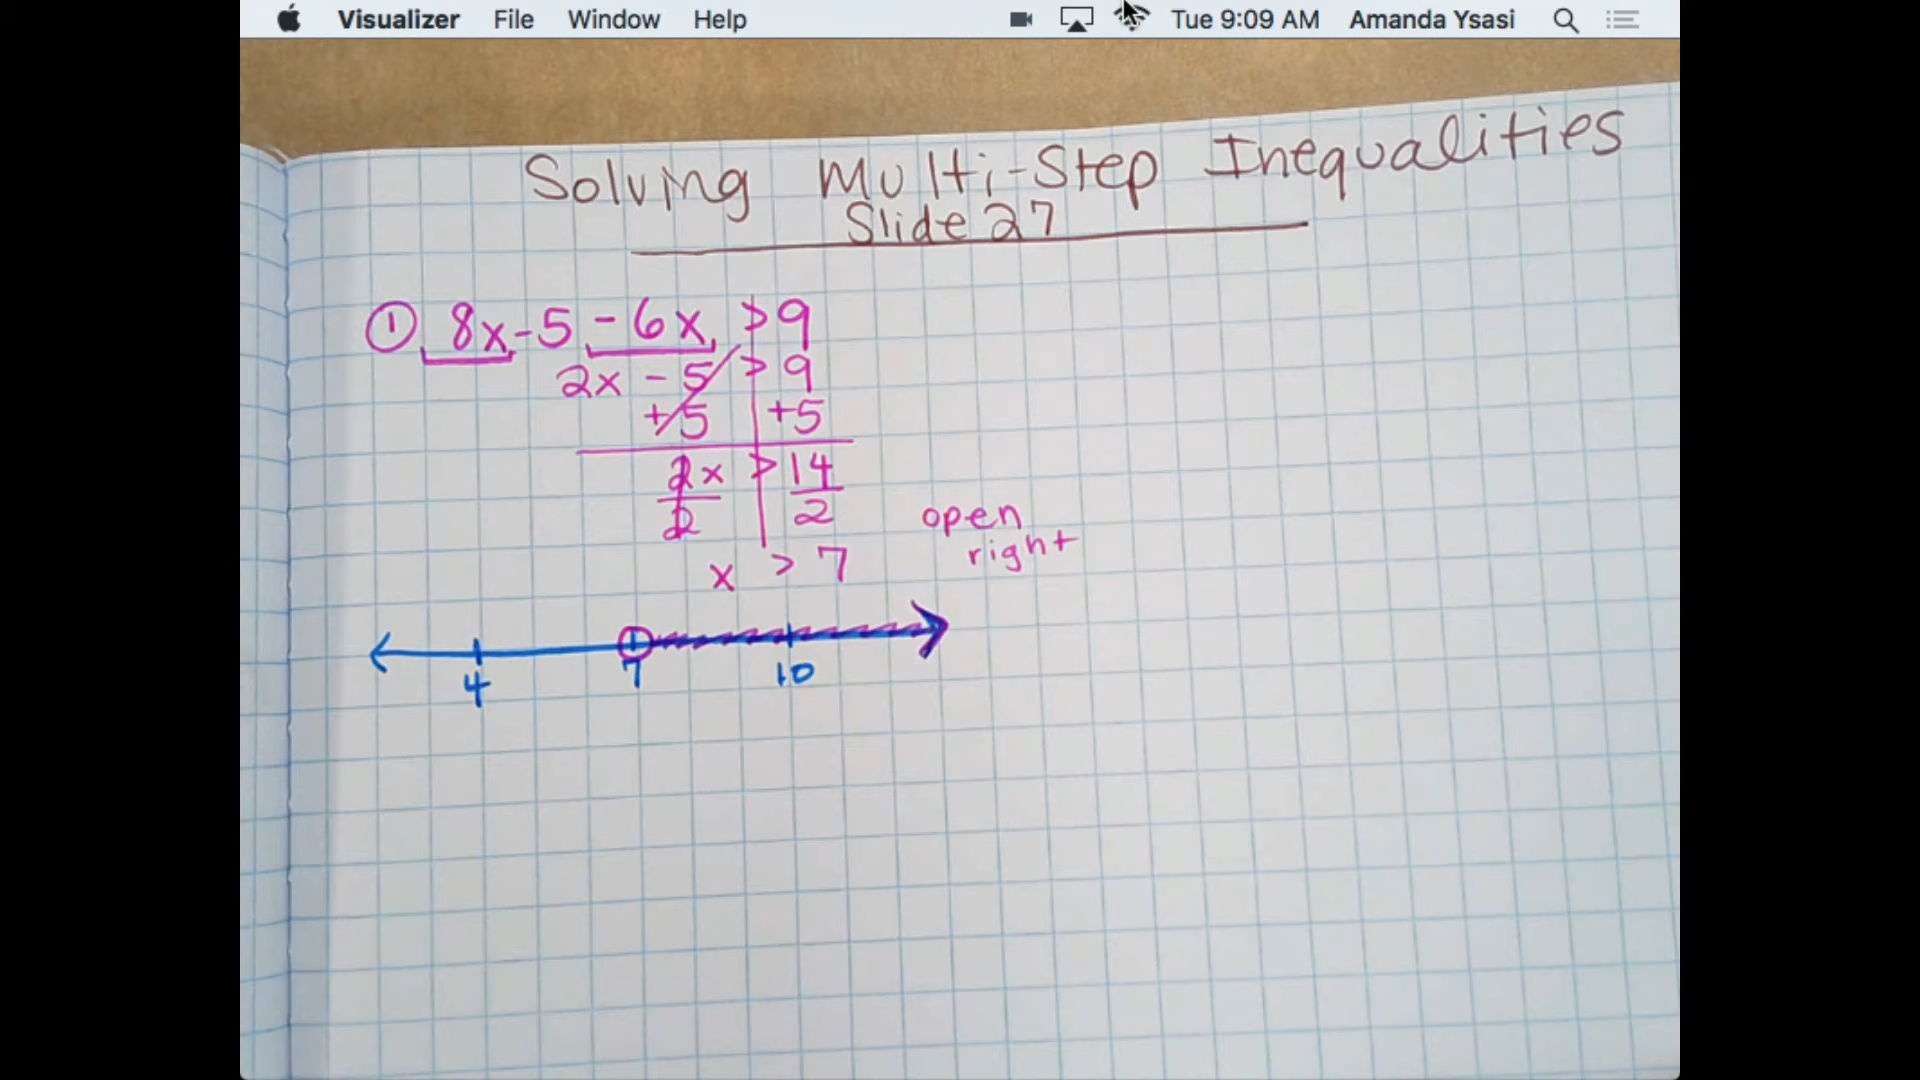 Visualizer File Window Help Tue 9:09 AM Amanda Ysasi
Solving Multi-Step Inequalities
Slide 27
① 8x - 5 - 6x > 9
2x - 5 > 9
+5 +5
2x > 14
2 2
x > 7
open
right
4 7 10